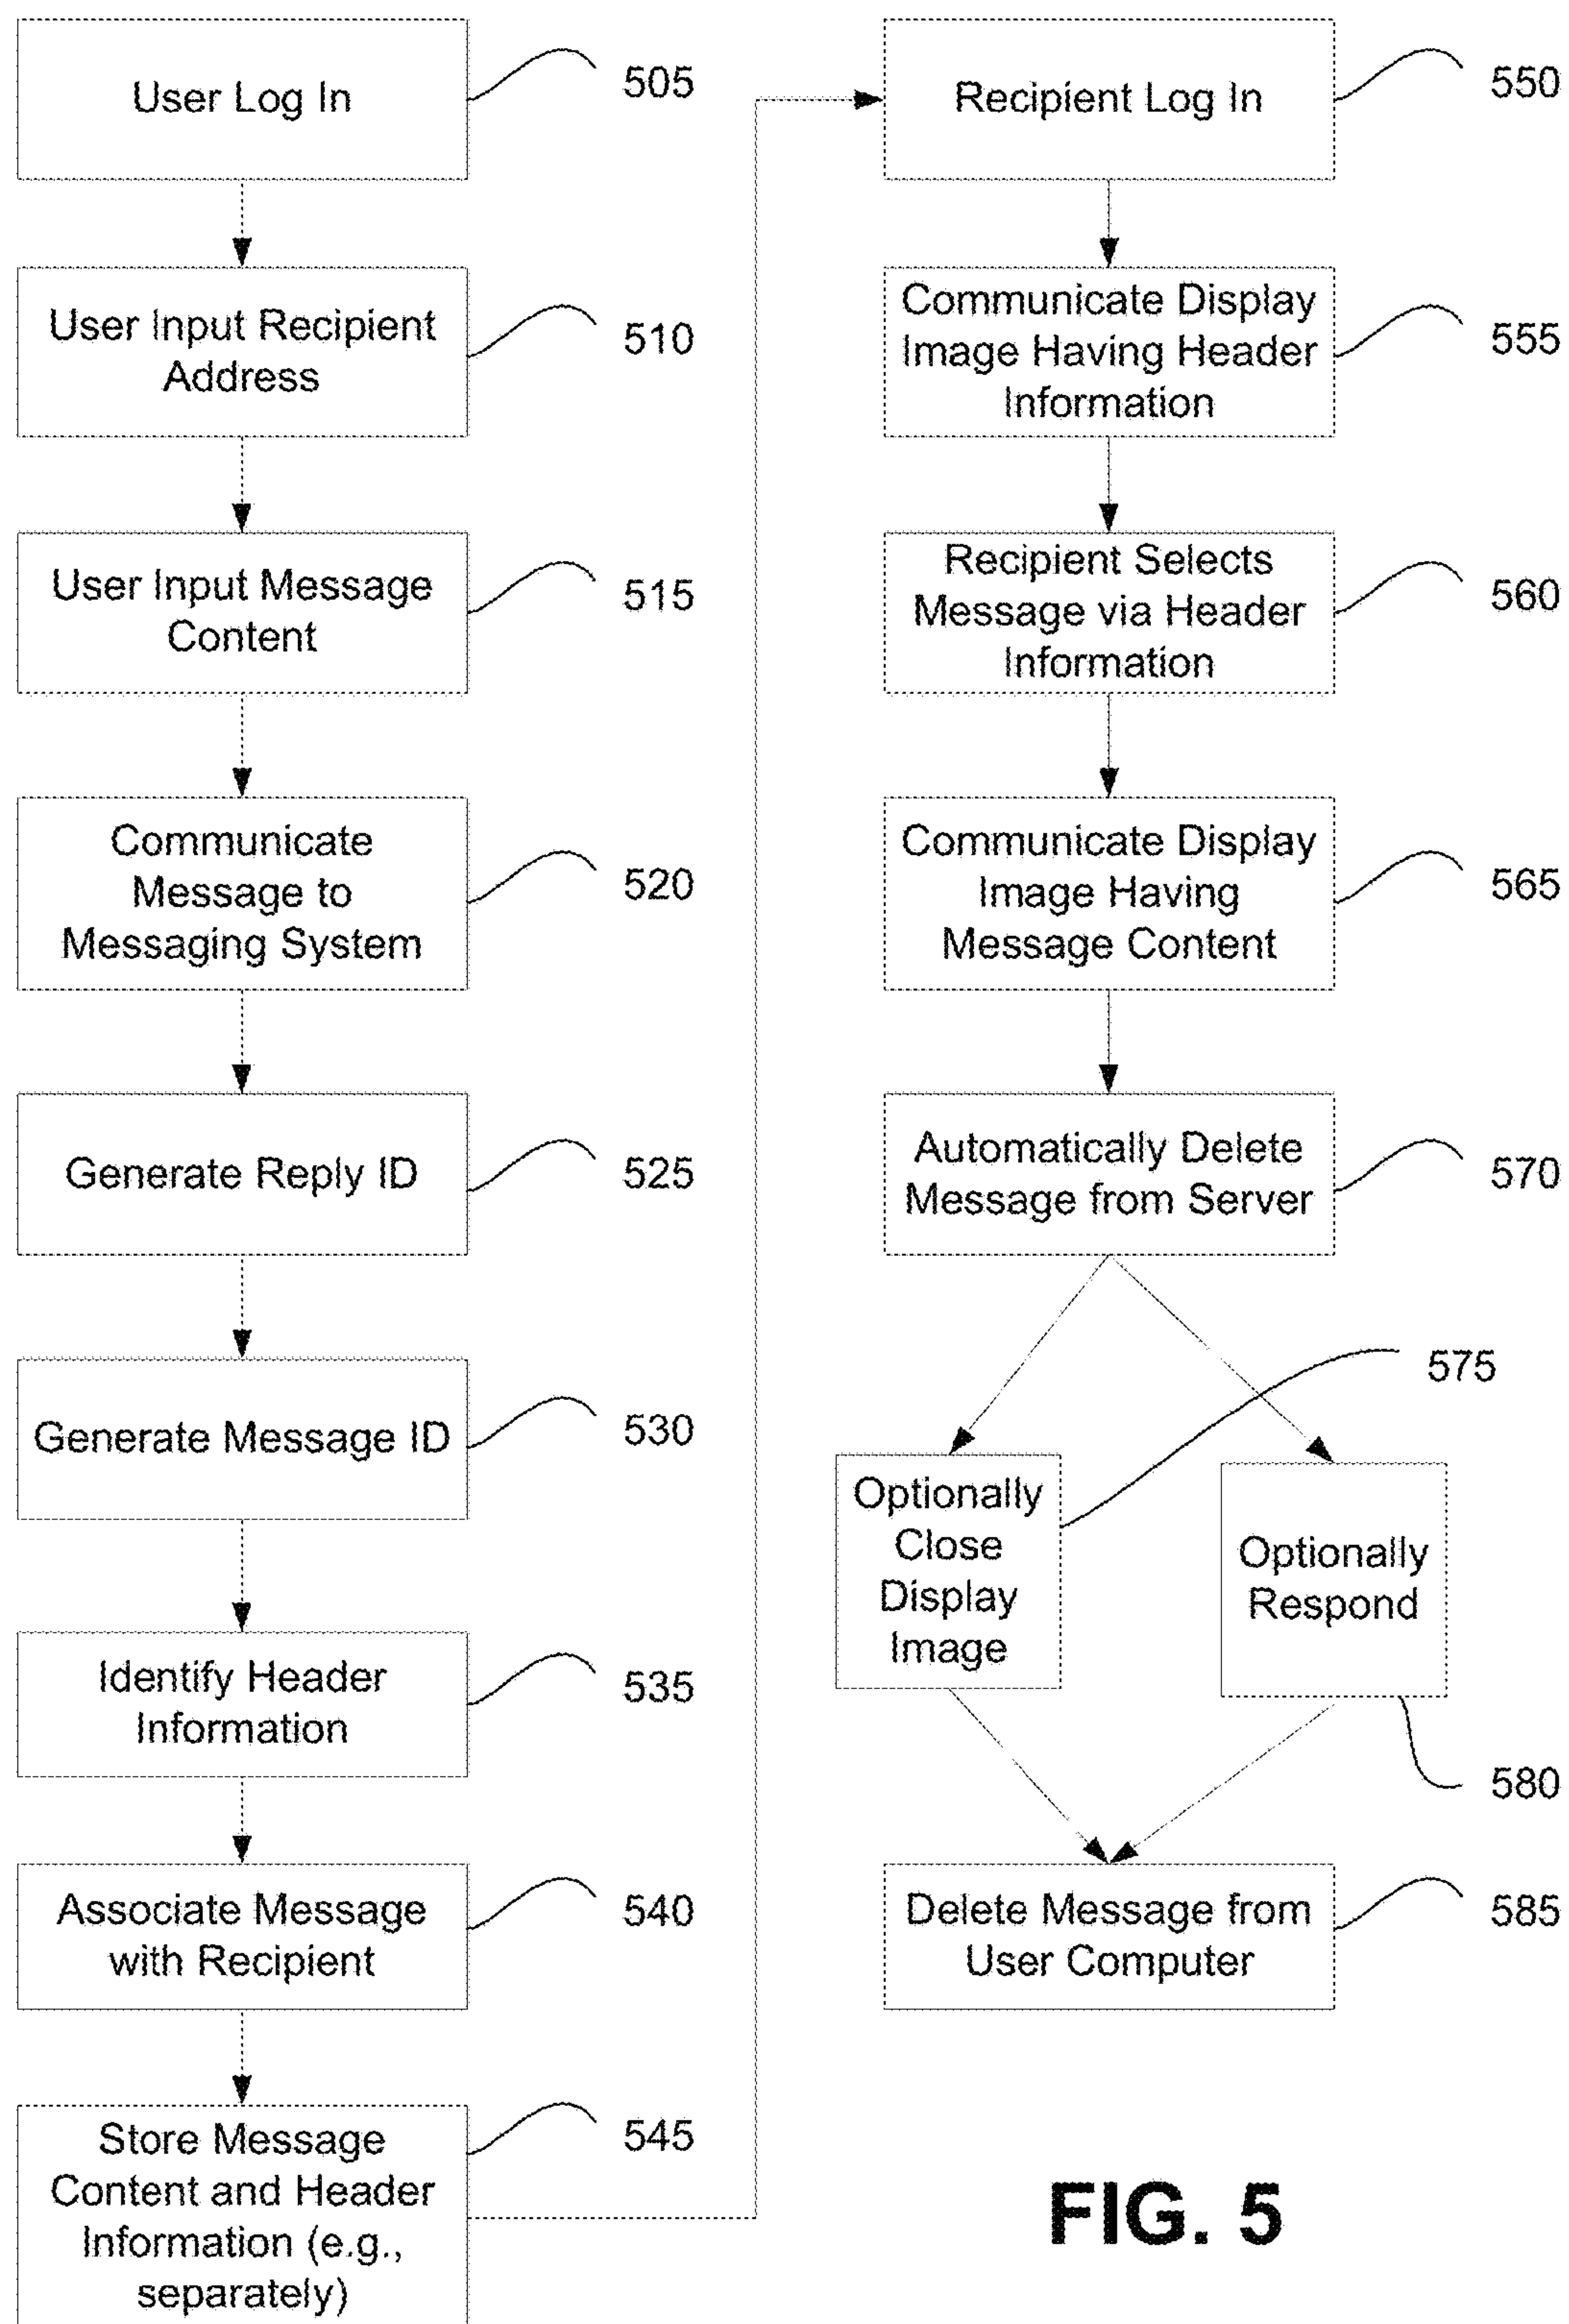 User Log In
505
User Input Recipient
Address
510
User Input Message
Content
515
Communicate
Message to
Messaging System
520
Generate Reply ID
525
Generate Message ID
530
Identify Header
Information
535
Associate Message
with Recipient
540
Store Message
Content and Header
Information (e.g.,
separately)
545
Recipient Log In
550
Communicate Display
Image Having Header
Information
555
Recipient Selects
Message via Header
Information
560
Communicate Display
Image Having
Message Content
565
Automatically Delete
Message from Server
570
Optionally
Close
Display
Image
575
Optionally
Respond
580
Delete Message from
User Computer
585
FIG. 5